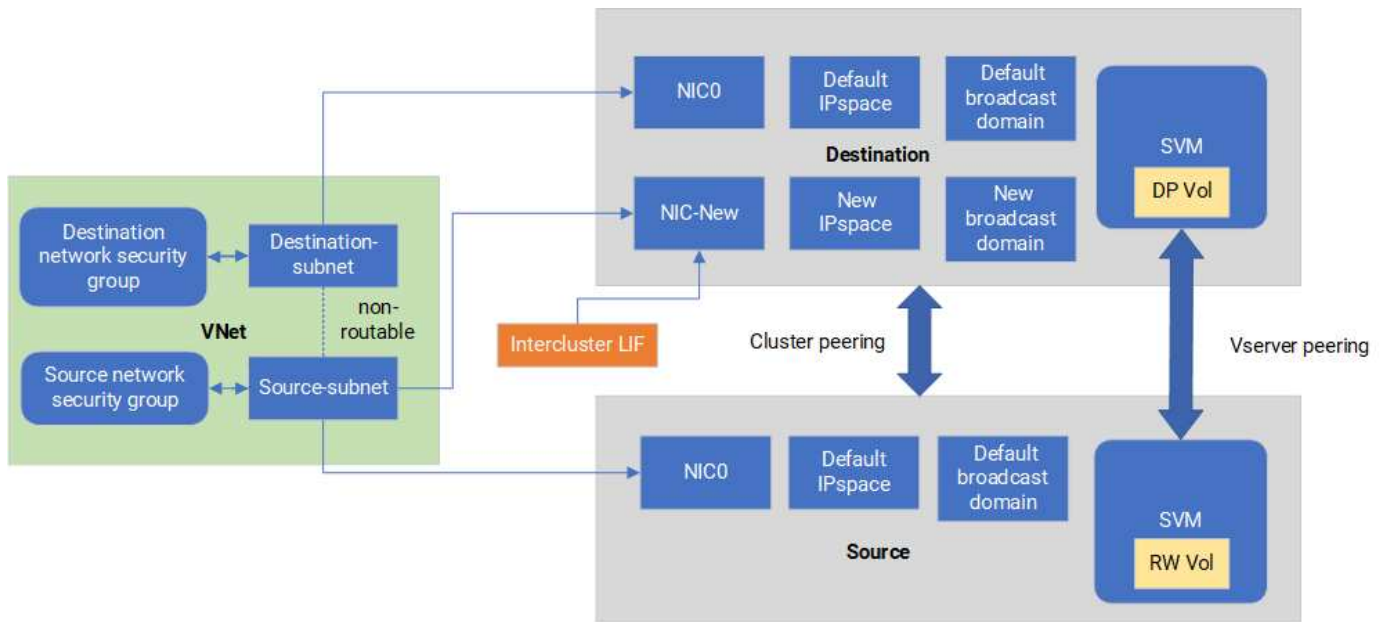 NIC0
Default
IPspace
Default
broadcast
domain
SVM
DP Vol
Destination
NIC-New
New
IPspace
New
broadcast
domain
Destination
network security
group
Destination-
subnet
VNet
non-
routable
Source network
security group
Source-subnet
Intercluster LIF
Cluster peering
Vserver peering
NIC0
Default
IPspace
Default
broadcast
domain
SVM
RW Vol
Source